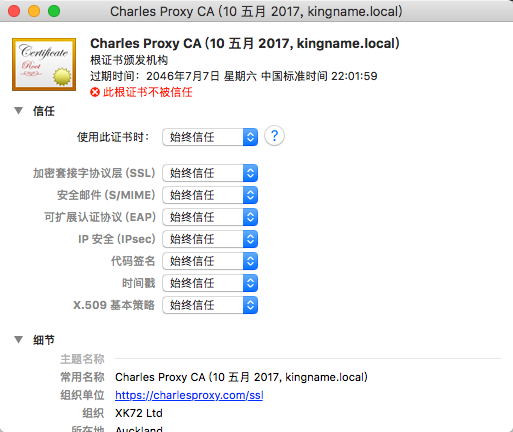 Charles Proxy CA (10 五月 2017, kingname.local)
Certificate
Root
Charles Proxy CA (10 五月 2017, kingname.local)
根证书颁发机构
过期时间：2046年7月7日 星期六 中国标准时间 22:01:59
此根证书不被信任
信任
使用此证书时： 始终信任 ?
加密套接字协议层 (SSL) 始终信任
安全邮件 (S/MIME) 始终信任
可扩展认证协议 (EAP) 始终信任
IP 安全 (IPsec) 始终信任
代码签名 始终信任
时间戳 始终信任
X.509 基本策略 始终信任
细节
主题名称
常用名称 Charles Proxy CA (10 五月 2017, kingname.local)
组织单位 https://charlesproxy.com/ssl
组织 XK72 Ltd
所在地 Auckland